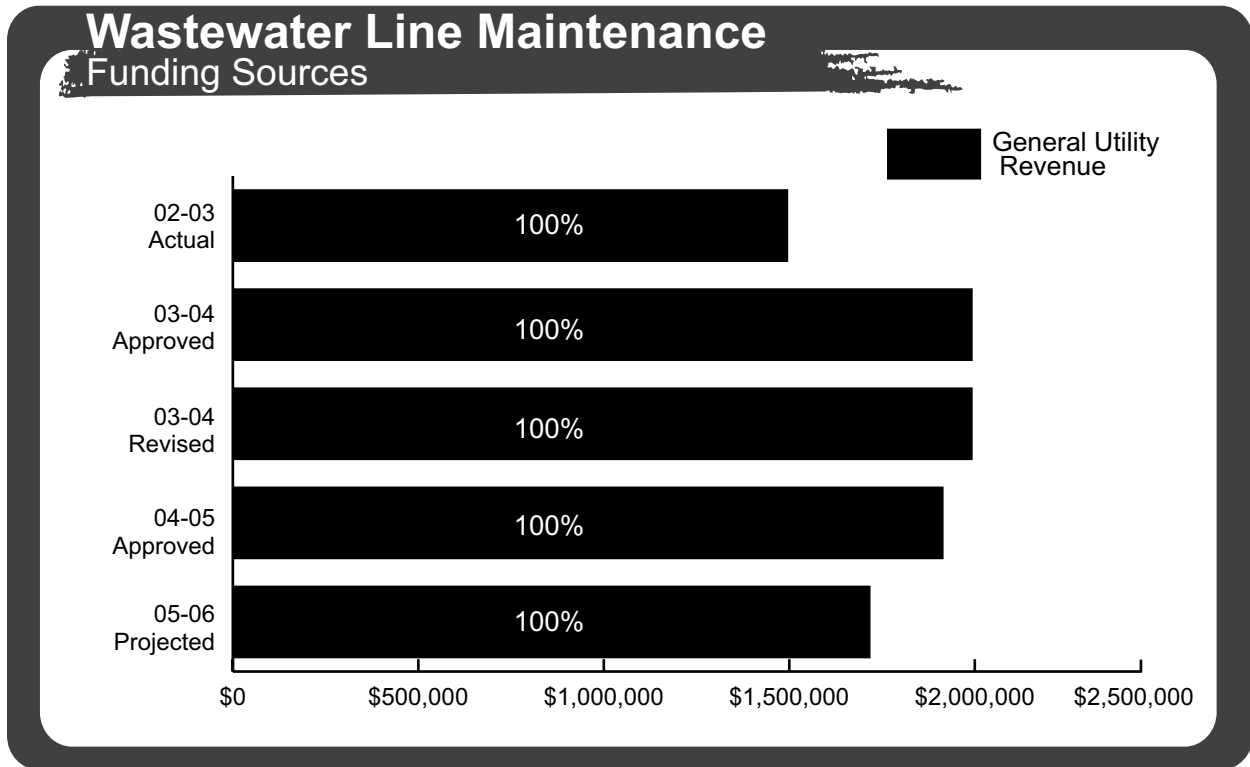 Wastewater Line Maintenance
Funding Sources
General Utility
Revenue
02-03
Actual
100%
03-04
Approved
100%
03-04
Revised
100%
04-05
Approved
100%
05-06
Projected
100%
$0 $500,000 $1,000,000 $1,500,000 $2,000,000 $2,500,000